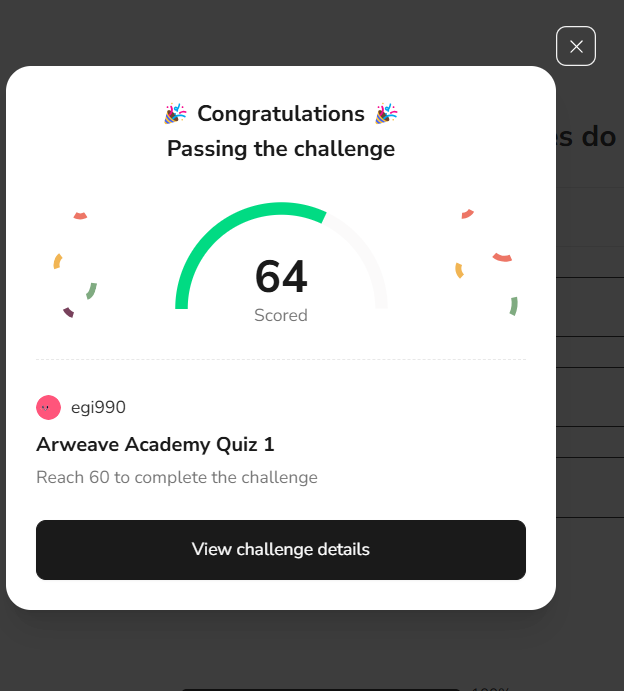 🎉 Congratulations 🎉
Passing the challenge
es do
64
Scored
egi990
Arweave Academy Quiz 1
Reach 60 to complete the challenge
View challenge details
100%